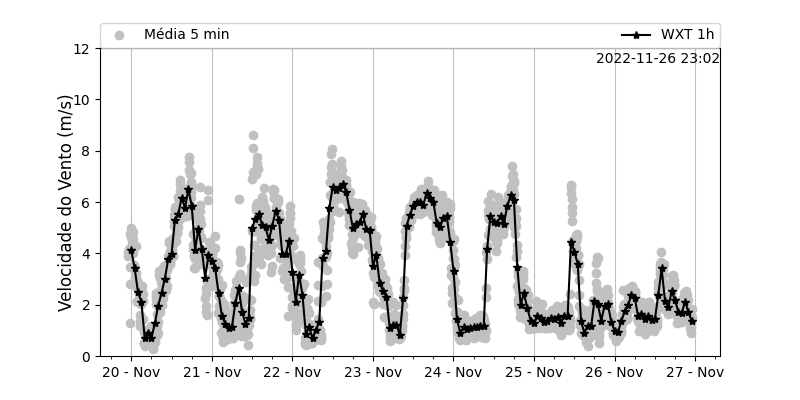 Média 5 min
WXT 1h
2022-11-26 23:02
Velocidade do Vento (m/s)
12
10
8
6
4
2
0
20 - Nov
21 - Nov
22 - Nov
23 - Nov
24 - Nov
25 - Nov
26 - Nov
27 - Nov